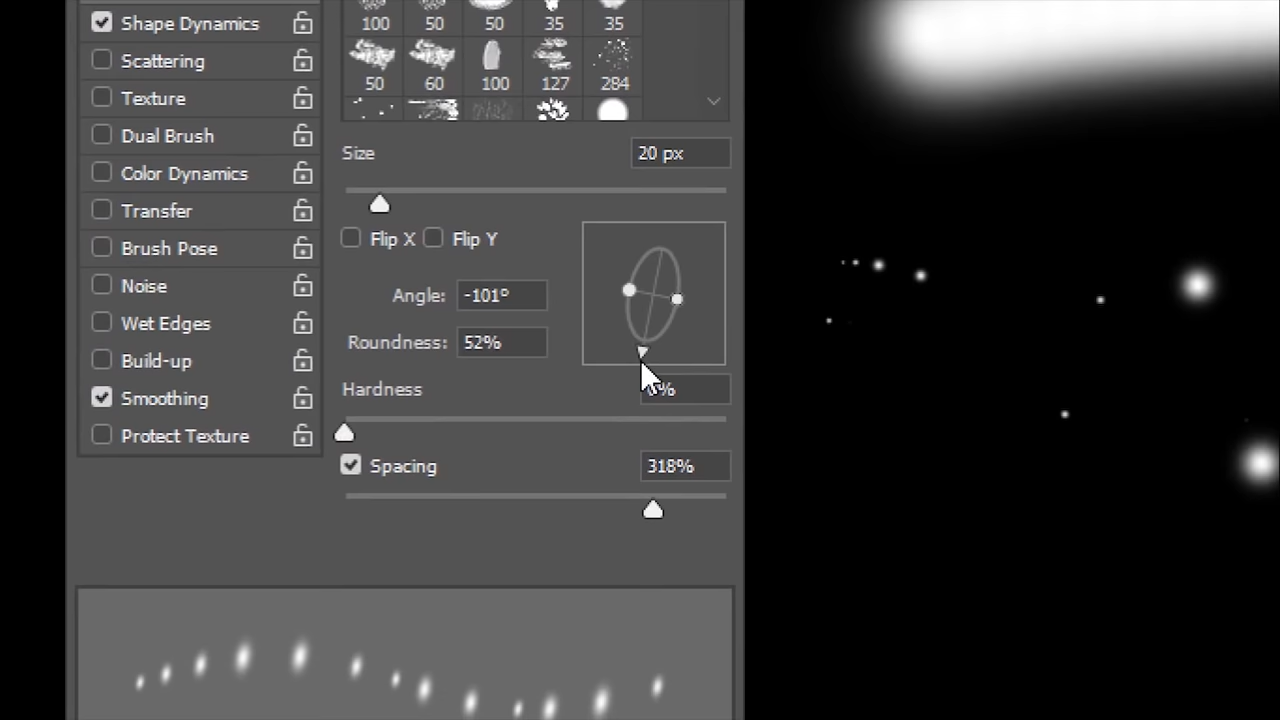 Shape Dynamics
Scattering
Texture
Dual Brush
Color Dynamics
Transfer
Brush Pose
Noise
Wet Edges
Build-up
Smoothing
Protect Texture
100 50 50 35 35
50 60 100 127 284
Size 20 px
Flip X Flip Y
Angle: -101°
Roundness: 52%
Hardness %
Spacing 318%